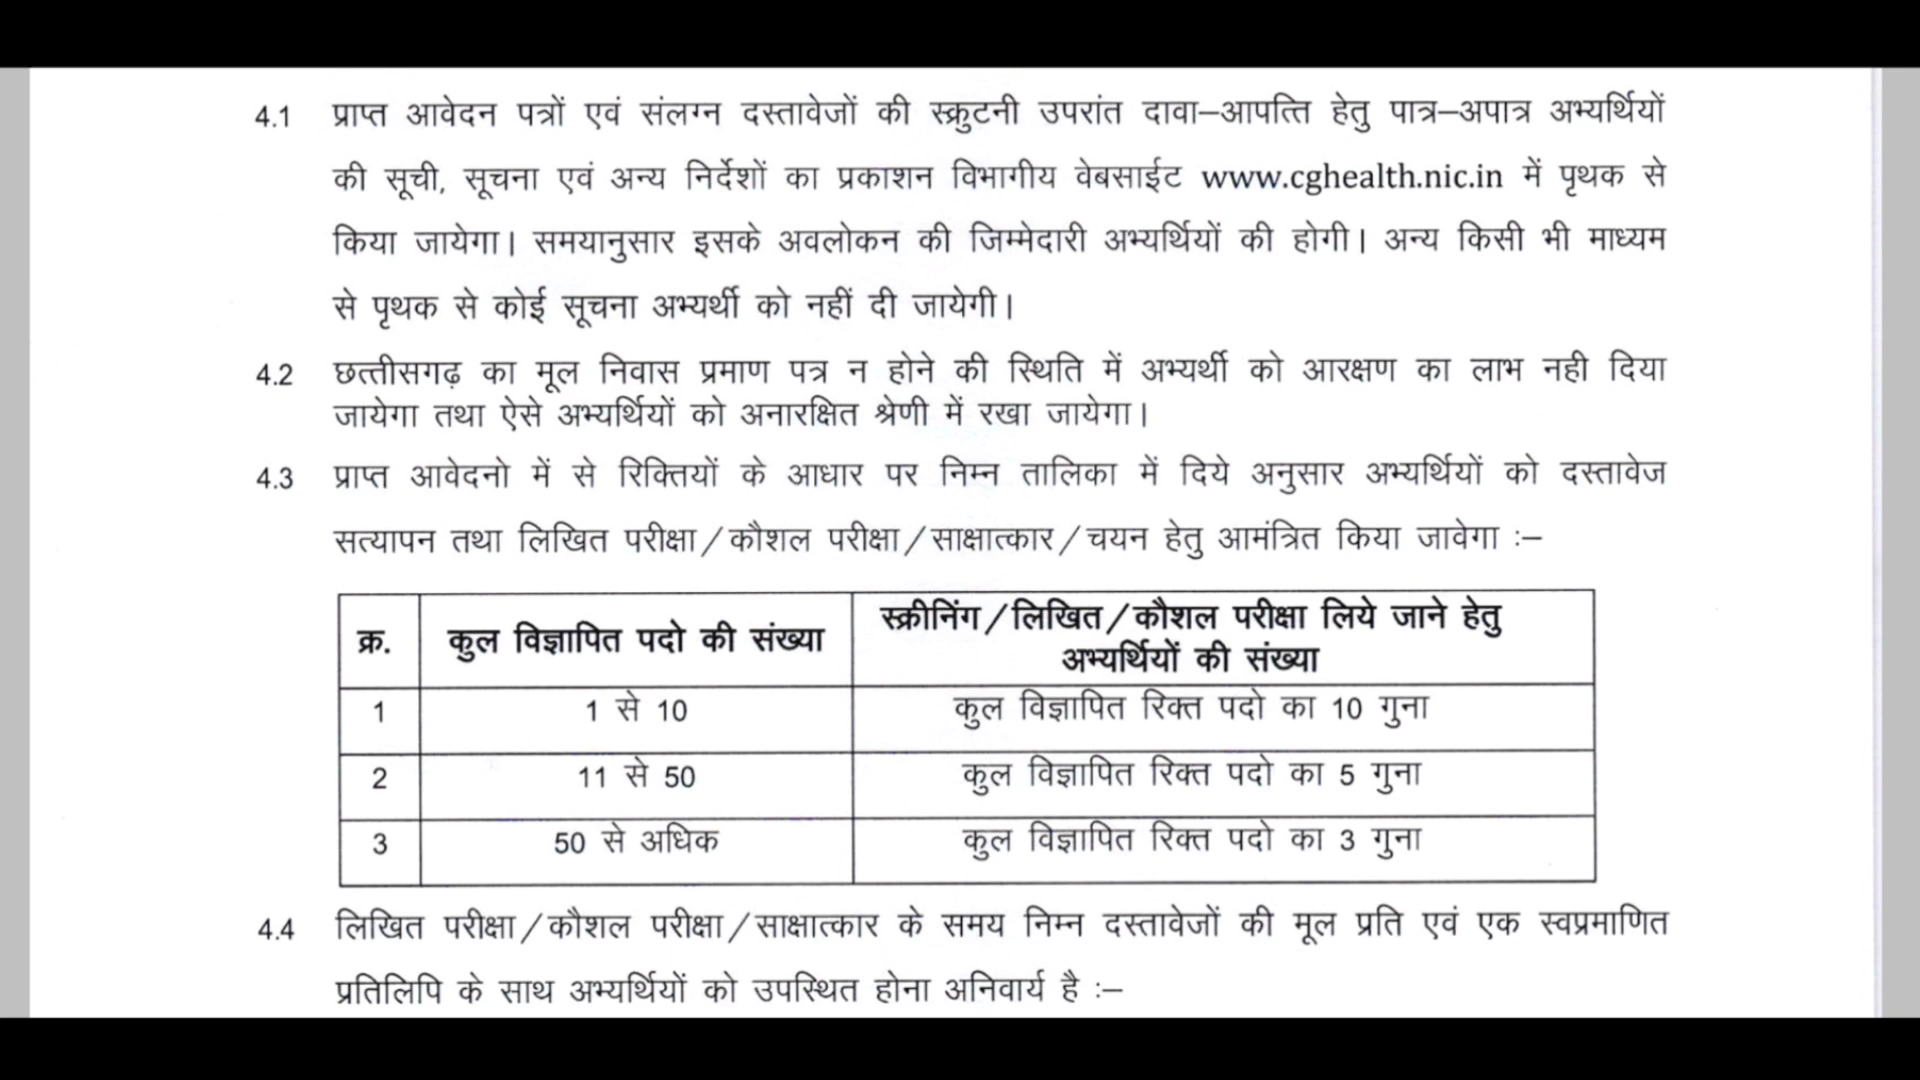 4.1 प्राप्त आवेदन पत्रों एवं संलग्न दस्तावेजों की स्क्रुटनी उपरांत दावा–आपत्ति हेतु पात्र–अपात्र अभ्यर्थियों
की सूची, सूचना एवं अन्य निर्देशों का प्रकाशन विभागीय वेबसाईट www.cghealth.nic.in में पृथक से
किया जायेगा। समयानुसार इसके अवलोकन की जिम्मेदारी अभ्यर्थियों की होगी। अन्य किसी भी माध्यम
से पृथक से कोई सूचना अभ्यर्थी को नहीं दी जायेगी।
4.2 छत्तीसगढ़ का मूल निवास प्रमाण पत्र न होने की स्थिति में अभ्यर्थी को आरक्षण का लाभ नही दिया
जायेगा तथा ऐसे अभ्यर्थियों को अनारक्षित श्रेणी में रखा जायेगा।
4.3 प्राप्त आवेदनो में से रिक्तियों के आधार पर निम्न तालिका में दिये अनुसार अभ्यर्थियों को दस्तावेज
सत्यापन तथा लिखित परीक्षा/कौशल परीक्षा/साक्षात्कार/चयन हेतु आमंत्रित किया जावेगा :–
क्र. कुल विज्ञापित पदो की संख्या स्क्रीनिंग/लिखित/कौशल परीक्षा लिये जाने हेतु
अभ्यर्थियों की संख्या
1 1 से 10 कुल विज्ञापित रिक्त पदो का 10 गुना
2 11 से 50 कुल विज्ञापित रिक्त पदो का 5 गुना
3 50 से अधिक कुल विज्ञापित रिक्त पदो का 3 गुना
4.4 लिखित परीक्षा/कौशल परीक्षा/साक्षात्कार के समय निम्न दस्तावेजों की मूल प्रति एवं एक स्वप्रमाणित
प्रतिलिपि के साथ अभ्यर्थियों को उपस्थित होना अनिवार्य है :–